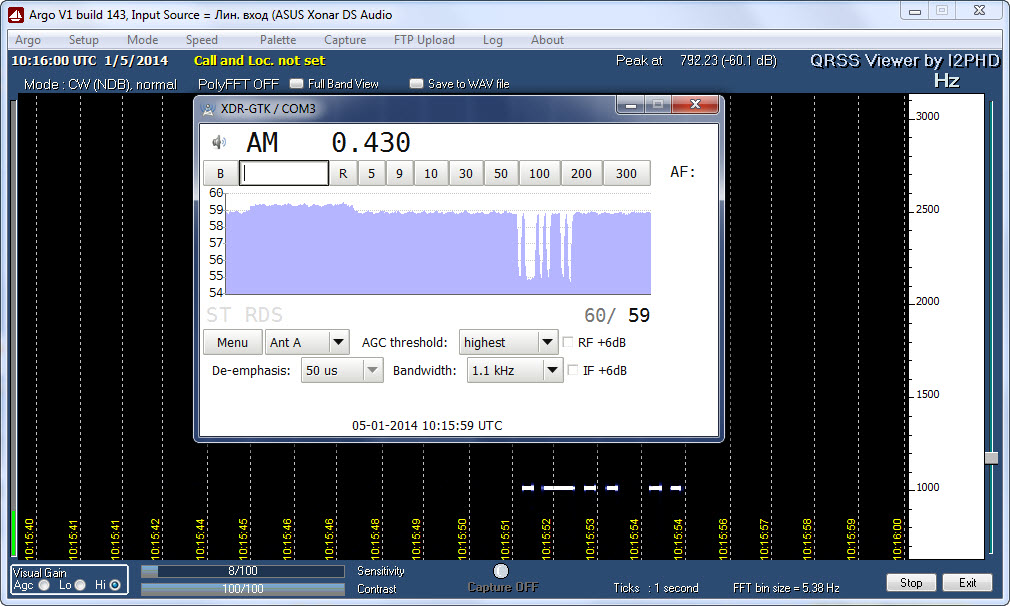 Argo V1 build 143, Input Source = Лин. вход (ASUS Xonar DS Audio
Argo Setup Mode Speed Palette Capture FTP Upload Log About
10:16:00 UTC 1/5/2014 Call and Loc. not set Peak at 792.23 (-60.1 dB) QRSS Viewer by I2PHD
Mode : CW (NDB), normal PolyFFT OFF Full Band View Save to WAV file Hz
XDR-GTK / COM3
AM 0.430
B R 5 9 10 30 50 100 200 300 AF:
60
59
58
57
56
55
54
ST RDS 60/ 59
Menu Ant A AGC threshold: highest RF +6dB
De-emphasis: 50 us Bandwidth: 1.1 kHz IF +6dB
05-01-2014 10:15:59 UTC
3000
2500
2000
1500
1000
10:15:40 10:15:41 10:15:41 10:15:42 10:15:44 10:15:45 10:15:46 10:15:46 10:15:48 10:15:49 10:15:50 10:15:51 10:15:52 10:15:53 10:15:54 10:15:54 10:15:56 10:15:57 10:15:58 10:15:59 10:16:00
Visual Gain
Agc Lo Hi
8/100 Sensitivity
100/100 Contrast
Capture OFF
Ticks : 1 second FFT bin size = 5.38 Hz
Stop Exit